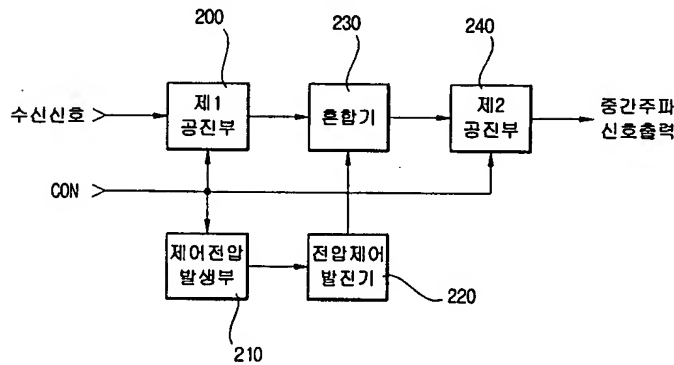 200
230
240
수신신호
제1
공진부
혼합기
제2
공진부
중간주파
신호출력
CON
제어전압
발생부
전압제어
발진기
220
210